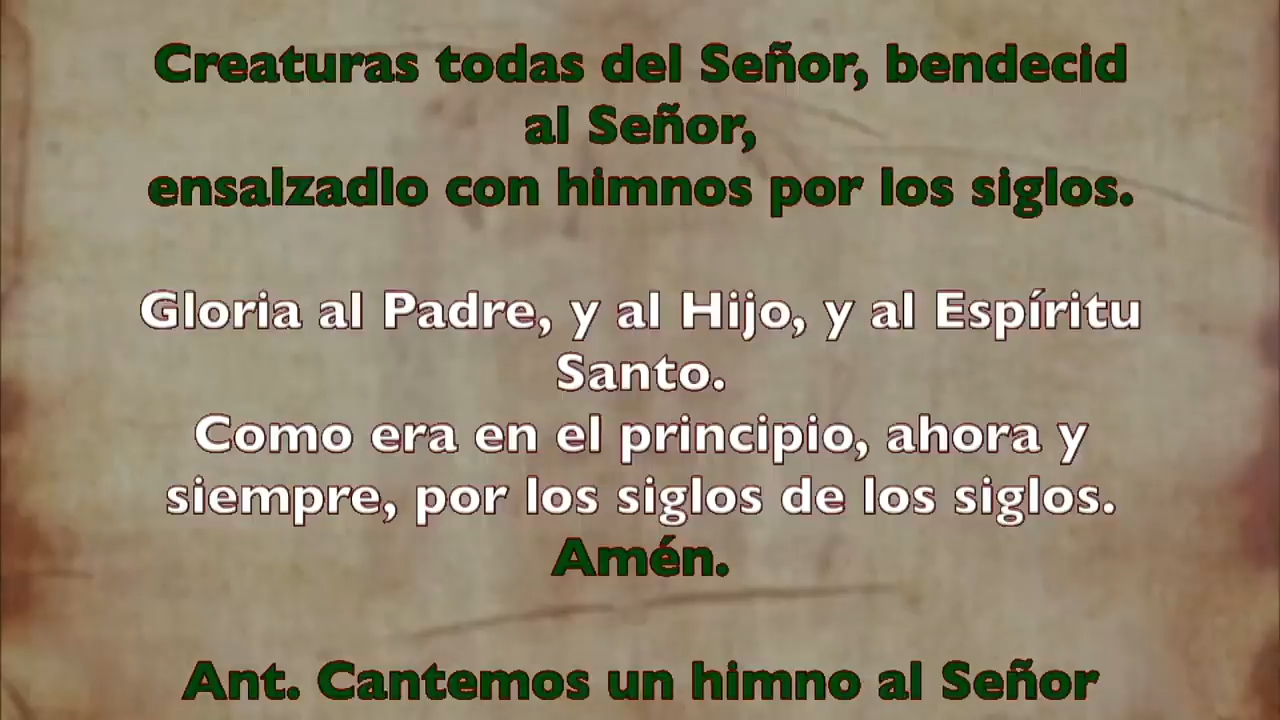 Creaturas todas del Señor, bendecid
al Señor,
ensalzadlo con himnos por los siglos.
Gloria al Padre, y al Hijo, y al Espíritu
Santo.
Como era en el principio, ahora y
siempre, por los siglos de los siglos.
Amén.
Ant. Cantemos un himno al Señor